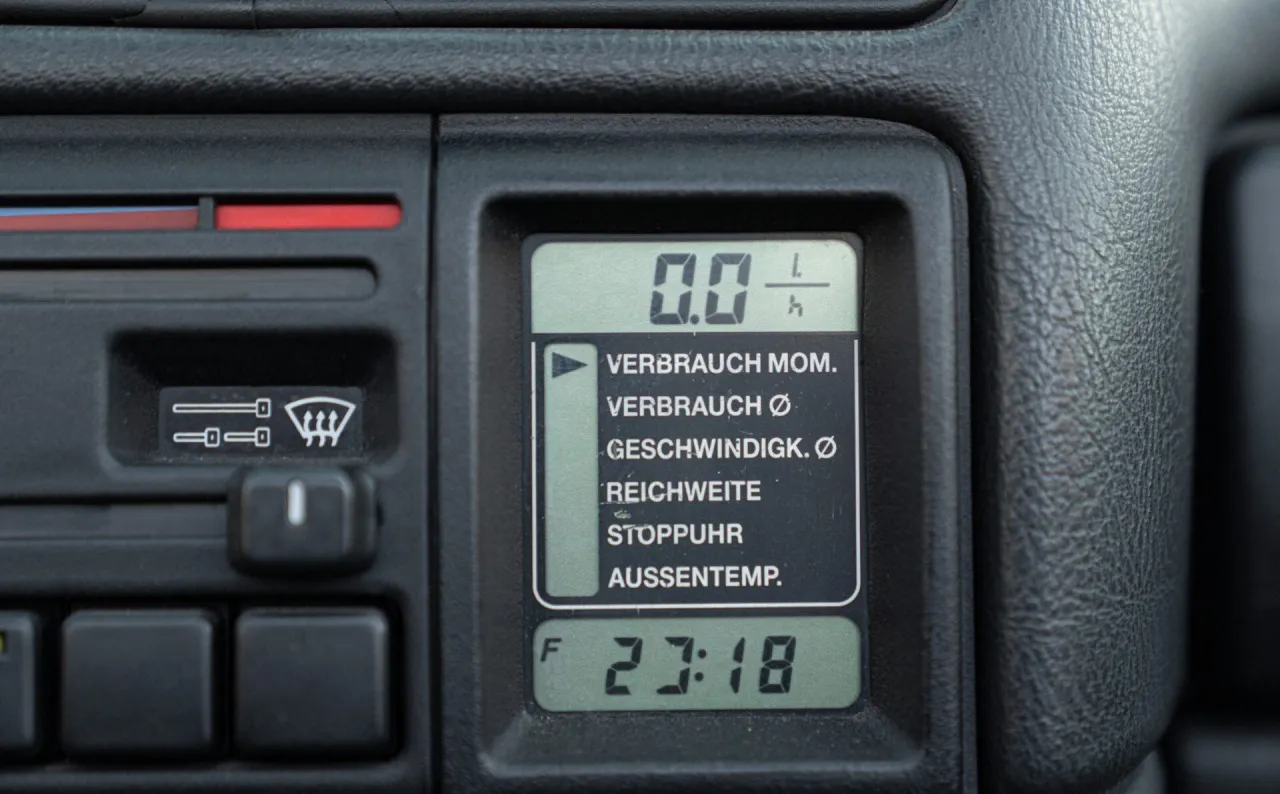 0.0 l/h
VERBRAUCH MOM.
VERBRAUCH Ø
GESCHWINDIGK. Ø
REICHWEITE
STOPPUHR
AUSSENTEMP.
F 23:18